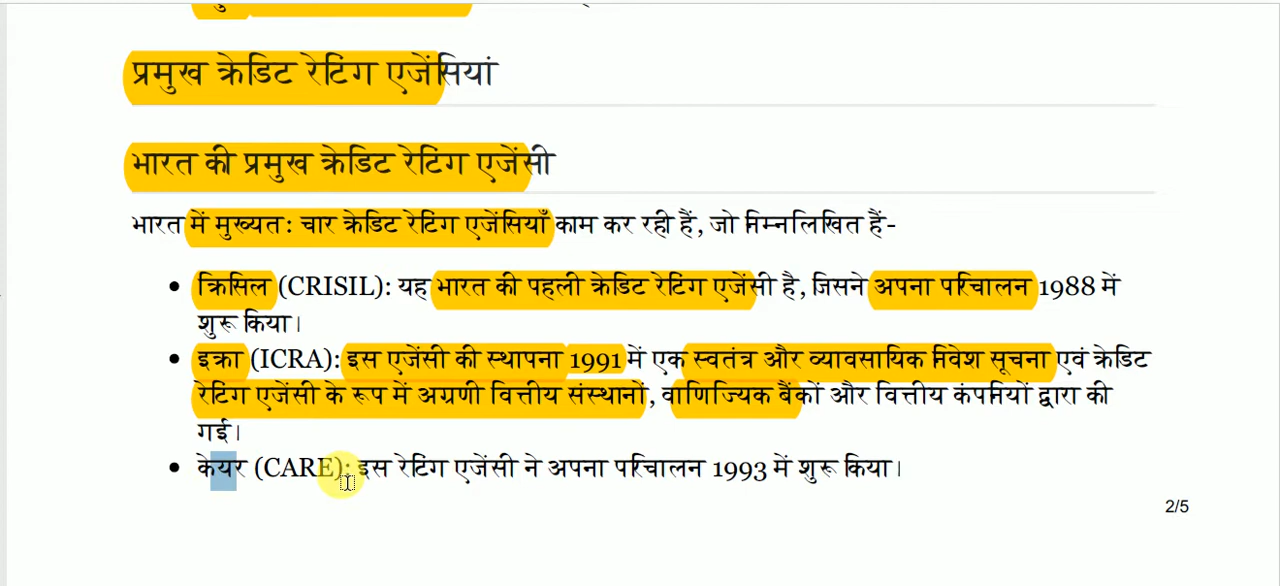 प्रमुख क्रेडिट रेटिंग एजेंसियां
भारत की प्रमुख क्रेडिट रेटिंग एजेंसी
भारत में मुख्यतः चार क्रेडिट रेटिंग एजेंसियाँ काम कर रही हैं, जो निम्नलिखित हैं-
• क्रिसिल (CRISIL): यह भारत की पहली क्रेडिट रेटिंग एजेंसी है, जिसने अपना परिचालन 1988 में
शुरू किया।
• इक्रा (ICRA): इस एजेंसी की स्थापना 1991 में एक स्वतंत्र और व्यावसायिक निवेश सूचना एवं क्रेडिट
रेटिंग एजेंसी के रूप में अग्रणी वित्तीय संस्थानों, वाणिज्यिक बैंकों और वित्तीय कंपनियों द्वारा की
गई।
• केयर (CARE): इस रेटिंग एजेंसी ने अपना परिचालन 1993 में शुरू किया।
2/5